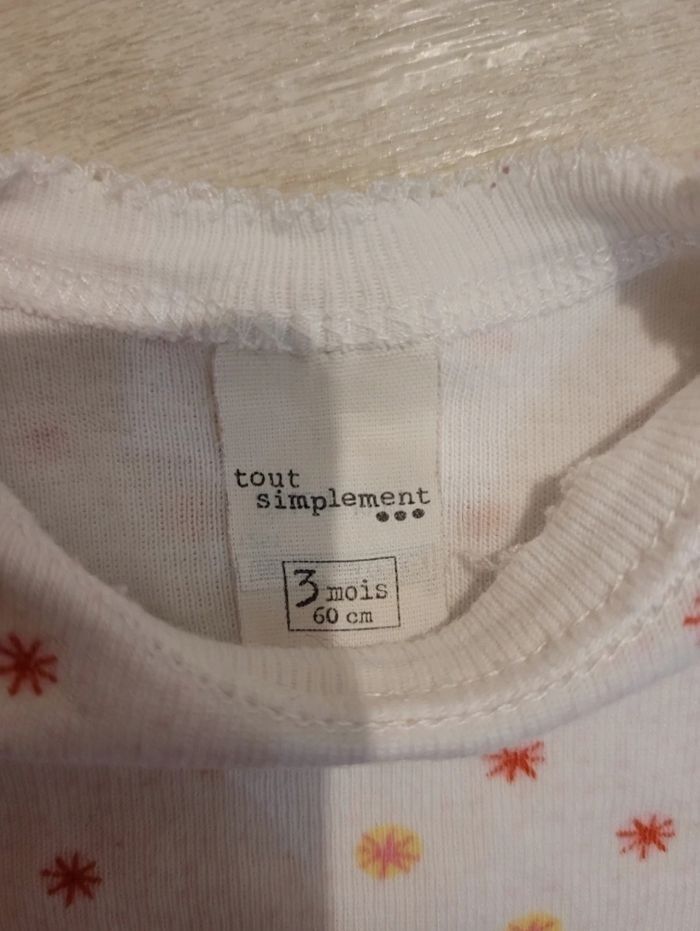 tout
simplement
...
3 mois
60 cm